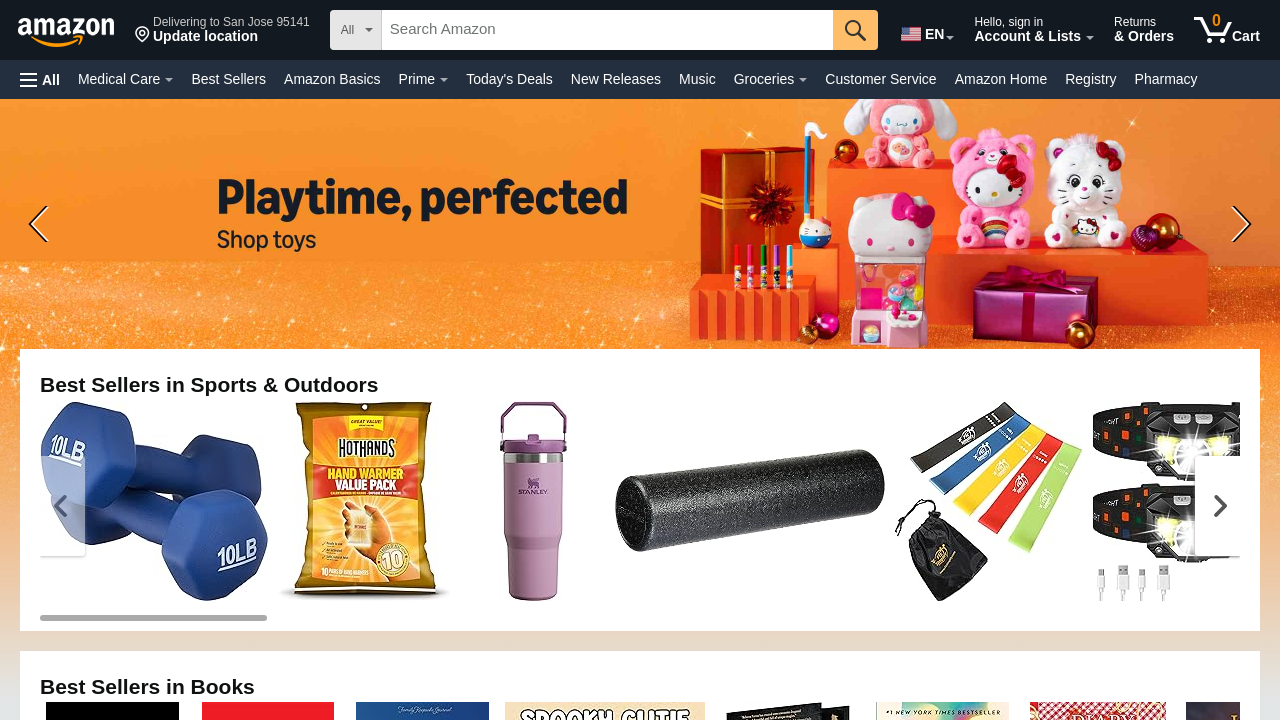 amazon
Delivering to San Jose 95141
Update location
All
Search Amazon
EN
Hello, sign in
Account & Lists
Returns
& Orders
0
Cart
All
Medical Care
Best Sellers
Amazon Basics
Prime
Today's Deals
New Releases
Music
Groceries
Customer Service
Amazon Home
Registry
Pharmacy
Playtime, perfected
Shop toys
Best Sellers in Sports & Outdoors
10LB
10LB
GREAT VALUE!
HOTHANDS
HAND WARMER
VALUE PACK
10
STANLEY
Best Sellers in Books
SPOOKY CUTIE
#1 NEW YORK TIMES BESTSELLER